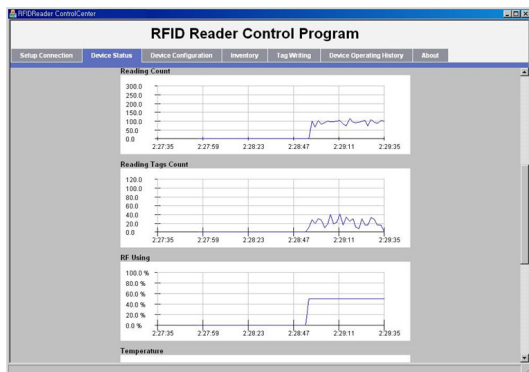 RFIDReader ControlCenter
RFID Reader Control Program
Setup Connection Device Status Device Configuration Inventory Tag Writing Device Operating History About
Reading Count
300.0
250.0
200.0
150.0
100.0
50.0
0.0
2:27:35 2:27:59 2:28:23 2:28:47 2:29:11 2:29:35
Reading Tags Count
120.0
100.0
80.0
60.0
40.0
20.0
0.0
2:27:35 2:27:59 2:28:23 2:28:47 2:29:11 2:29:35
RF Using
100.0 %
80.0 %
60.0 %
40.0 %
20.0 %
0.0 %
2:27:35 2:27:59 2:28:23 2:28:47 2:29:11 2:29:35
Temperature